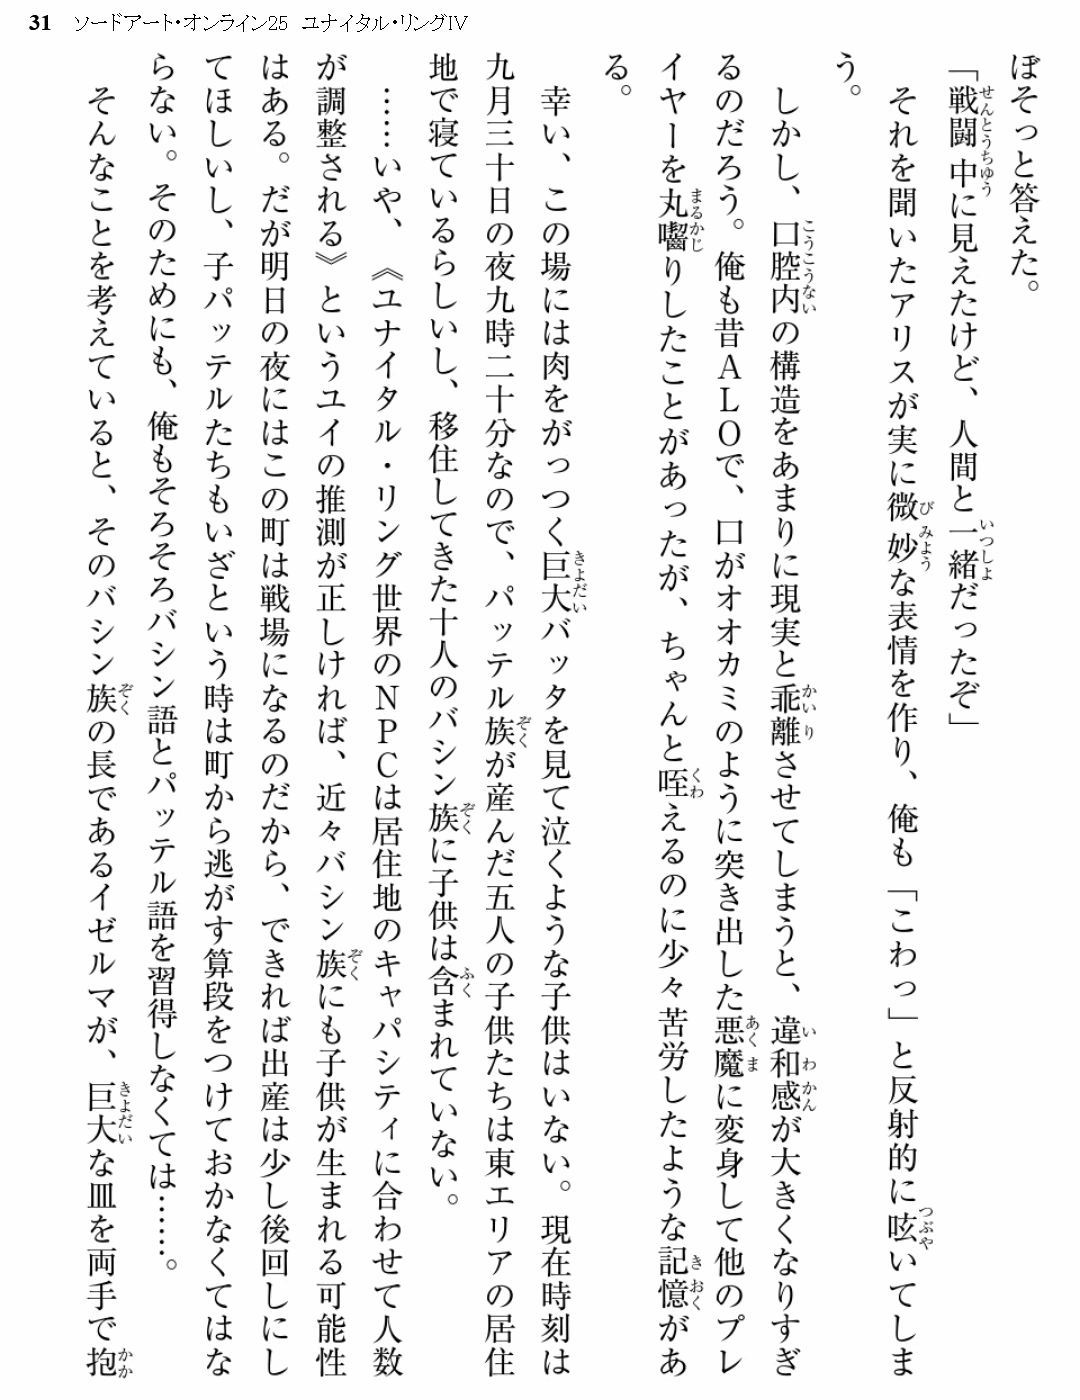 31 ソードアート・オンライン25 ユナイタル・リングⅣ
ぼそっと答えた。
「戦闘中に見えたけど、人間と一緒だったぞ」
それを聞いたアリスが実に微妙な表情を作り、俺も「こわっ」と反射的に呟いてしま
う。
しかし、口腔内の構造をあまりに現実と乖離させてしまうと、違和感が大きくなりすぎ
るのだろう。俺も昔ＡＬＯで、口がオオカミのように突き出した悪魔に変身して他のプレ
イヤーを丸囓りしたことがあったが、ちゃんと咥えるのに少々苦労したような記憶があ
る。
幸い、この場には肉をがっつく巨大バッタを見て泣くような子供はいない。現在時刻は
九月三十日の夜九時二十分なので、パッテル族が産んだ五人の子供たちは東エリアの居住
地で寝ているらしいし、移住してきた十人のバシン族に子供は含まれていない。
……いや、《ユナイタル・リング世界のＮＰＣは居住地のキャパシティに合わせて人数
が調整される》というユイの推測が正しければ、近々バシン族にも子供が生まれる可能性
はある。だが明日の夜にはこの町は戦場になるのだから、できれば出産は少し後回しにし
てほしいし、子パッテルたちもいざという時は町から逃がす算段をつけておかなくてはな
らない。そのためにも、俺もそろそろバシン語とパッテル語を習得しなくては……。
そんなことを考えていると、そのバシン族の長であるイゼルマが、巨大な皿を両手で抱